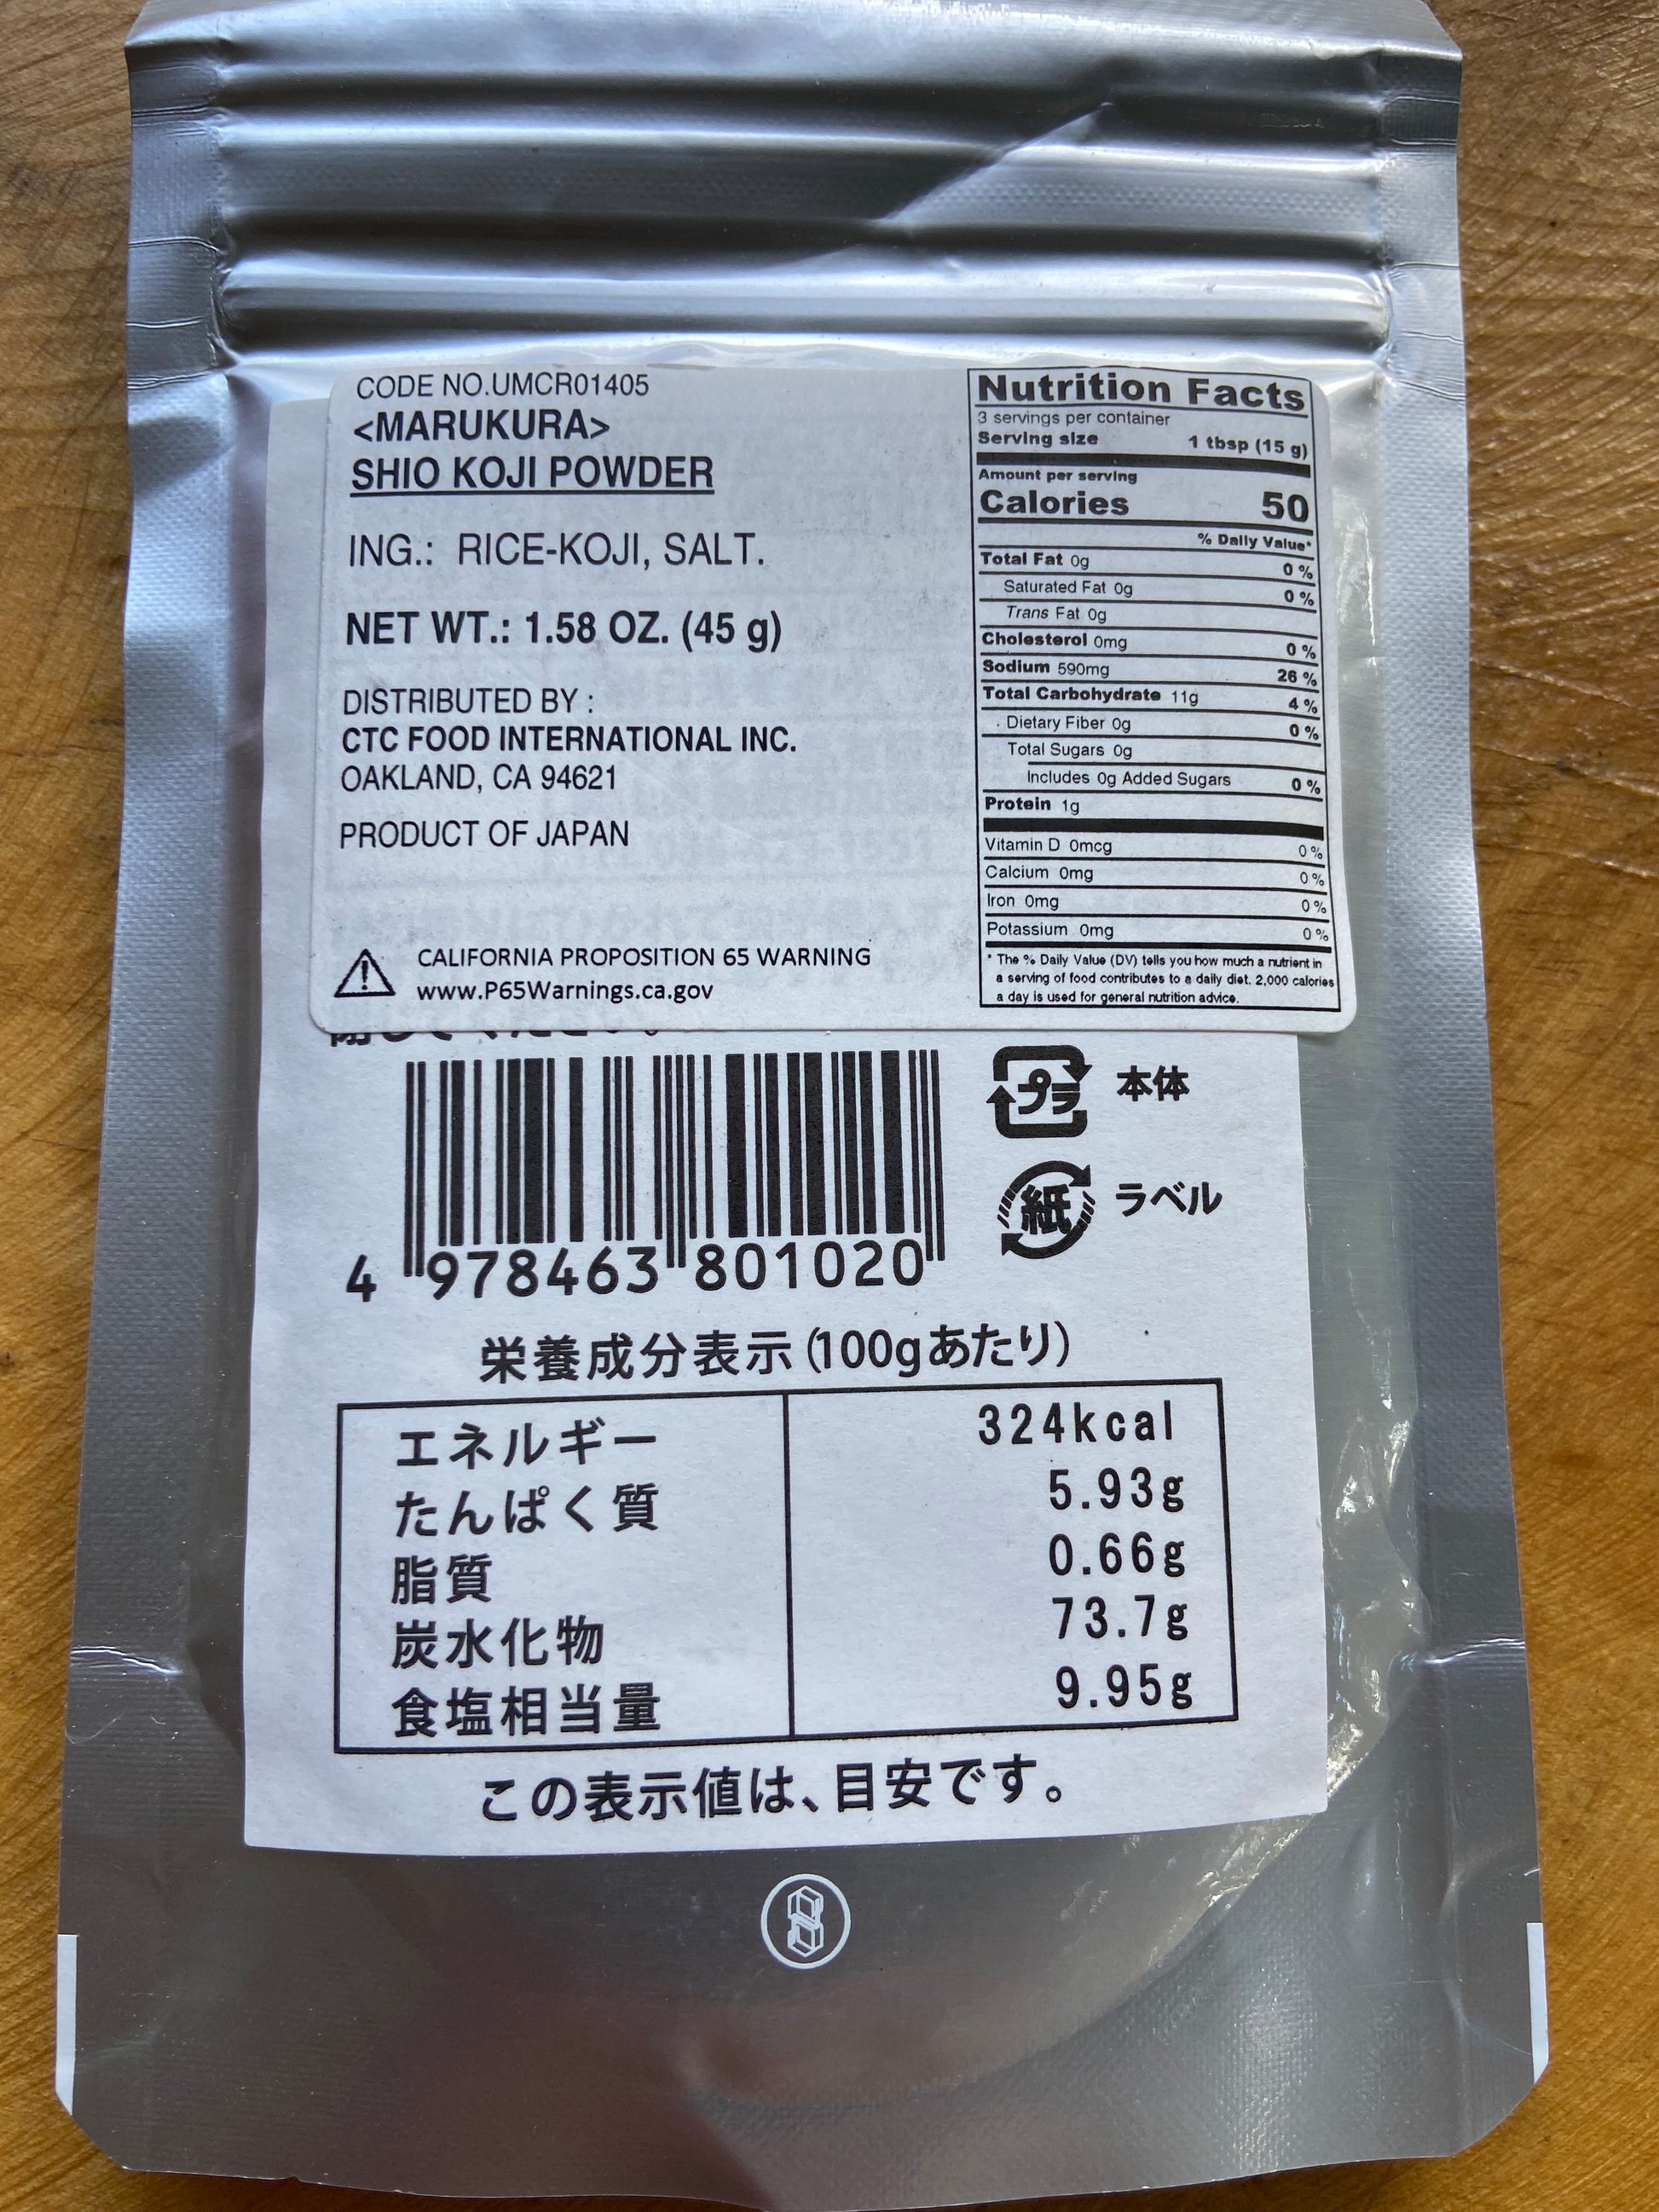 CODE NO.UMCR01405
<MARUKURA>
SHIO KOJI POWDER
ING.: RICE-KOJI, SALT.
NET WT.: 1.58 OZ. (45 g)
DISTRIBUTED BY :
CTC FOOD INTERNATIONAL INC.
OAKLAND, CA 94621
PRODUCT OF JAPAN
CALIFORNIA PROPOSITION 65 WARNING
www.P65Warnings.ca.gov
Nutrition Facts
3 servings per container
Serving size 1 tbsp (15 g)
Amount per serving
Calories 50
% Daily Value*
Total Fat 0g 0 %
Saturated Fat 0g 0 %
Trans Fat 0g
Cholesterol 0mg 0 %
Sodium 590mg 26 %
Total Carbohydrate 11g 4 %
Dietary Fiber 0g 0 %
Total Sugars 0g
Includes 0g Added Sugars 0 %
Protein 1g
Vitamin D 0mcg 0 %
Calcium 0mg 0 %
Iron 0mg 0 %
Potassium 0mg 0 %
* The % Daily Value (DV) tells you how much a nutrient in
a serving of food contributes to a daily diet. 2,000 calories
a day is used for general nutrition advice.
プラ 本体
紙 ラベル
4 978463 801020
栄養成分表示(100gあたり)
エネルギー 324kcal
たんぱく質 5.93g
脂質 0.66g
炭水化物 73.7g
食塩相当量 9.95g
この表示値は、目安です。